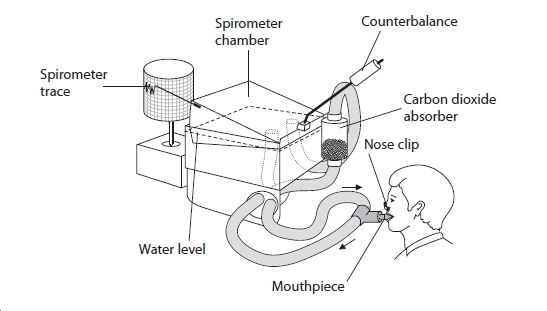 Spirometer
chamber
Counterbalance
Spirometer
trace
Carbon dioxide
absorber
Nose clip
Water level
Mouthpiece